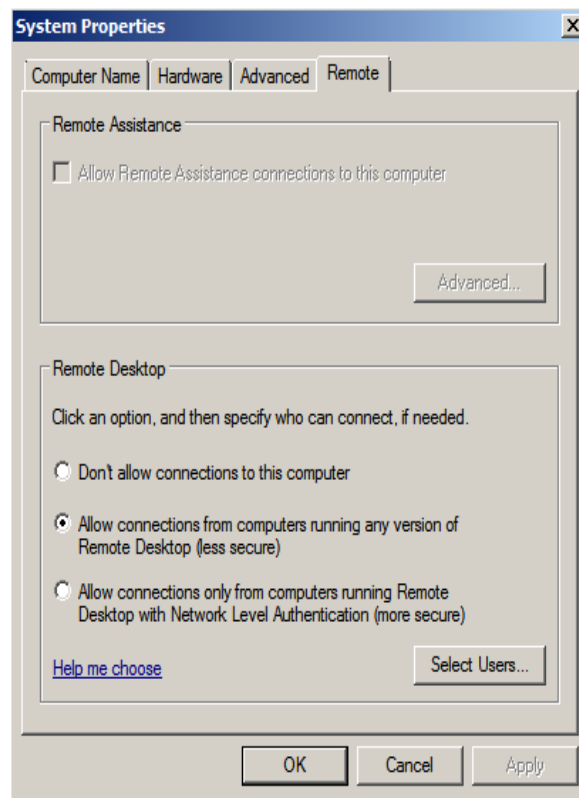 System Properties
Computer Name Hardware Advanced Remote
Remote Assistance
Allow Remote Assistance connections to this computer
Advanced...
Remote Desktop
Click an option, and then specify who can connect, if needed.
Don't allow connections to this computer
Allow connections from computers running any version of
Remote Desktop (less secure)
Allow connections only from computers running Remote
Desktop with Network Level Authentication (more secure)
Help me choose
Select Users...
OK Cancel Apply